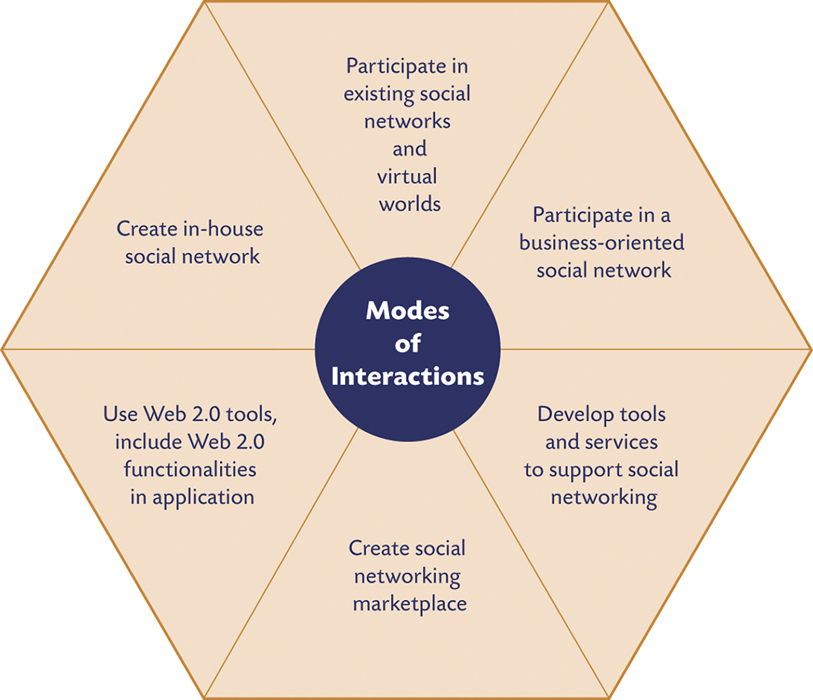 Participate in
existing social
networks
and
virtual
worlds
Participate in a
business-oriented
social network
Develop tools
and services
to support social
networking
Create social
networking
marketplace
Use Web 2.0 tools,
include Web 2.0
functionalities
in application
Create in-house
social network
Modes
of
Interactions